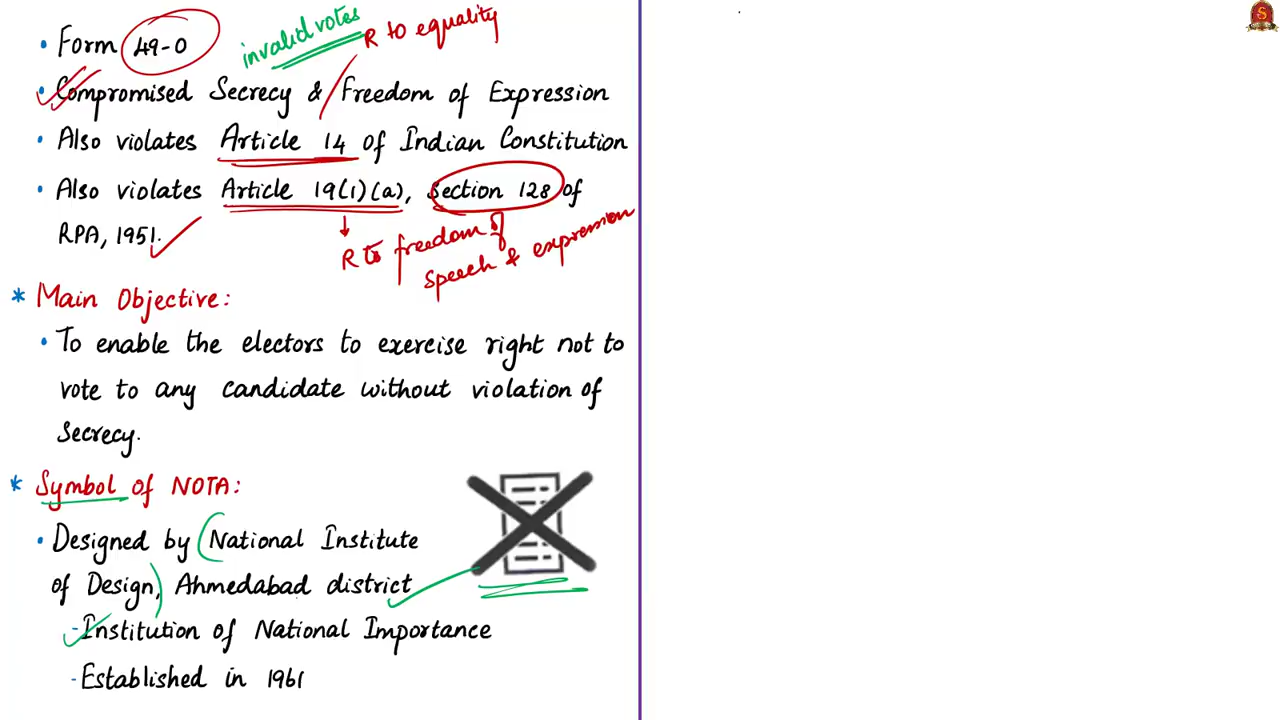 • Form 49-0
invalid votes
R to equality
• Compromised Secrecy & / Freedom of Expression
• Also violates Article 14 of Indian Constitution
• Also violates Article 19(1)(a), Section 128 of
RPA, 1951.
R to freedom of
speech & expression
* Main Objective:
• To enable the electors to exercise right not to
vote to any candidate without violation of
Secrecy.
* Symbol of NOTA:
• Designed by (National Institute
of Design,) Ahmedabad district
- Institution of National Importance
- Established in 1961
S